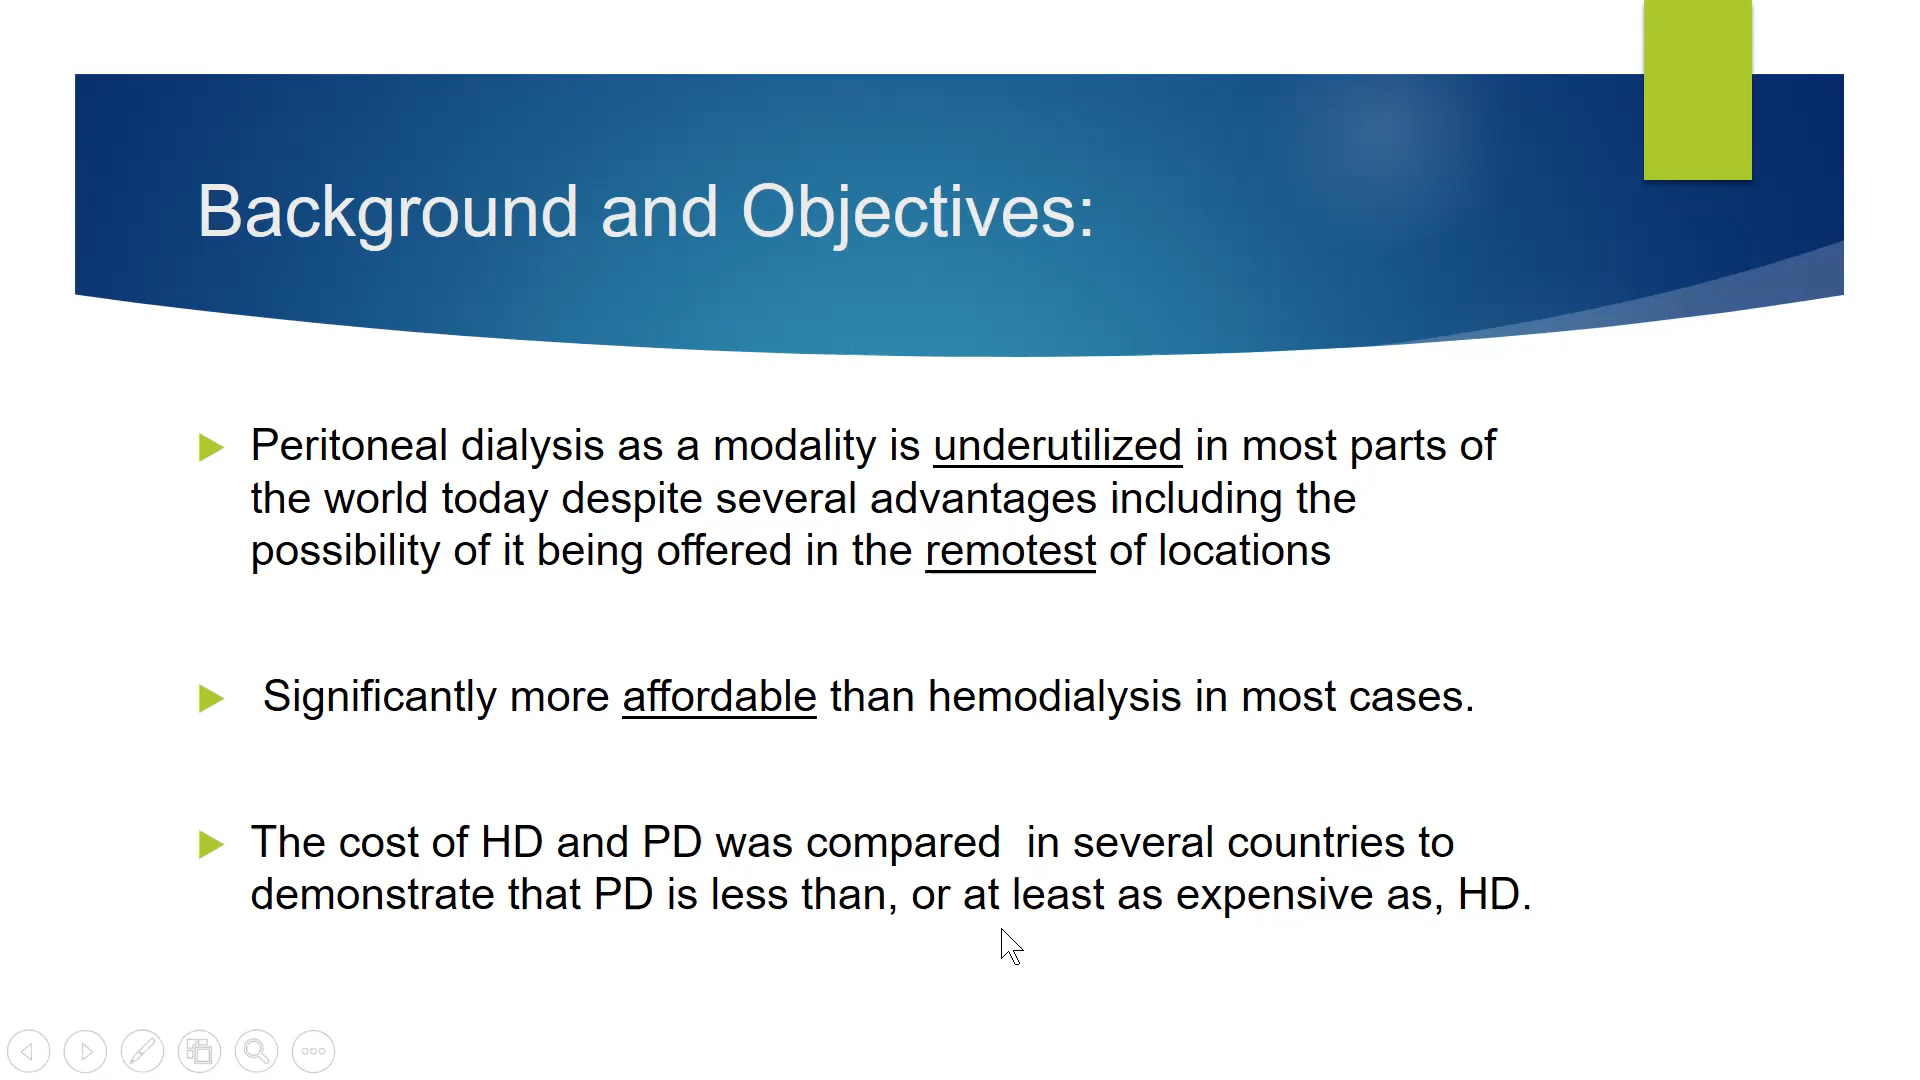 Background and Objectives:
Peritoneal dialysis as a modality is underutilized in most parts of
the world today despite several advantages including the
possibility of it being offered in the remotest of locations
Significantly more affordable than hemodialysis in most cases.
The cost of HD and PD was compared  in several countries to
demonstrate that PD is less than, or at least as expensive as, HD.